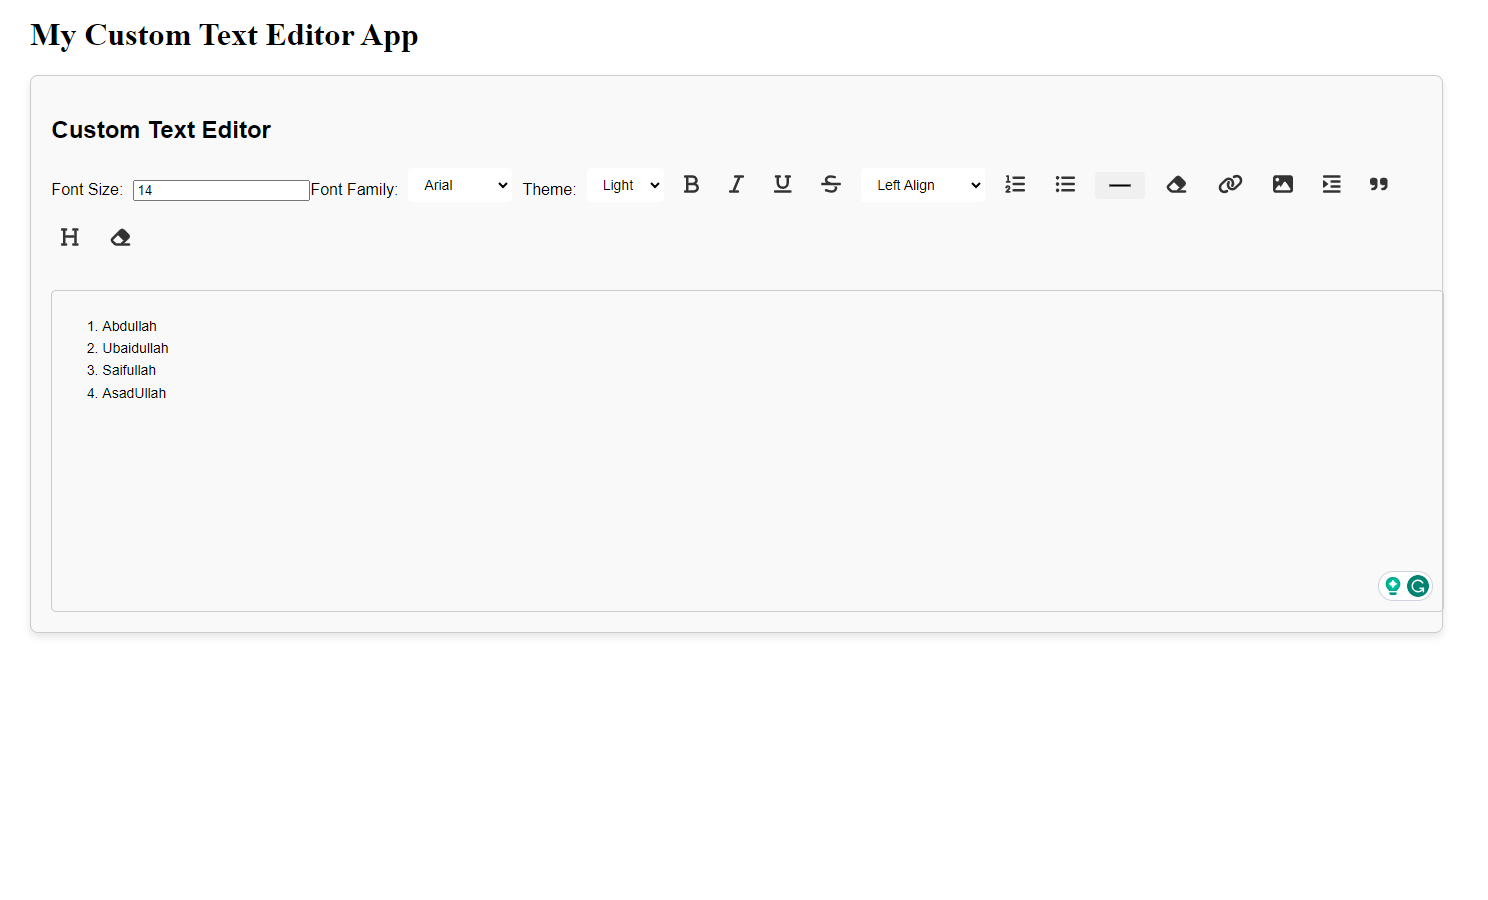 My Custom Text Editor App
Custom Text Editor
Font Size: 14 Font Family: Arial Theme: Light B I U S Left Align
H
1. Abdullah
2. Ubaidullah
3. Saifullah
4. AsadUllah